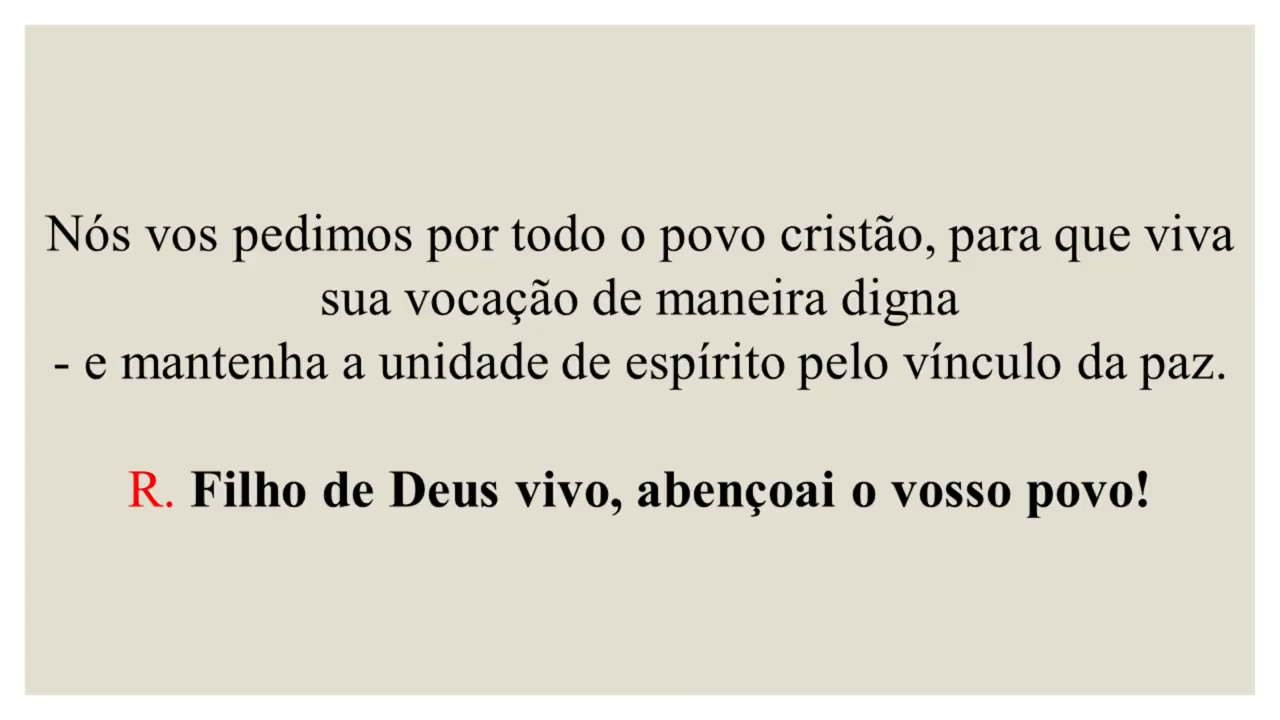 Nós vos pedimos por todo o povo cristão, para que viva
sua vocação de maneira digna
- e mantenha a unidade de espírito pelo vínculo da paz.
R. Filho de Deus vivo, abençoai o vosso povo!